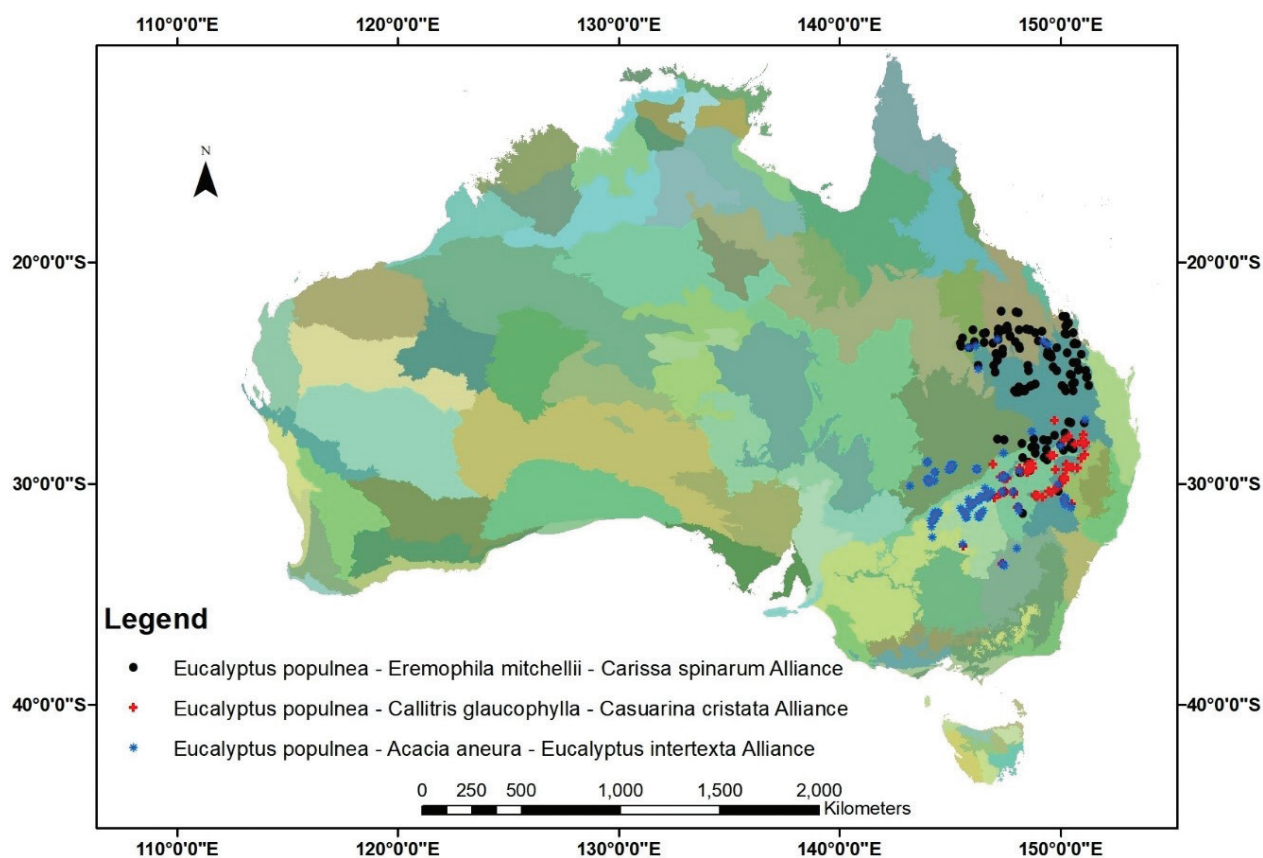 110°0'0"E 120°0'0"E 130°0'0"E 140°0'0"E 150°0'0"E
N
20°0'0"S 20°0'0"S
30°0'0"S 30°0'0"S
Legend
Eucalyptus populnea - Eremophila mitchellii - Carissa spinarum Alliance
40°0'0"S 40°0'0"S
Eucalyptus populnea - Callitris glaucophylla - Casuarina cristata Alliance
Eucalyptus populnea - Acacia aneura - Eucalyptus intertexta Alliance
0 250 500 1,000 1,500 2,000
Kilometers
110°0'0"E 120°0'0"E 130°0'0"E 140°0'0"E 150°0'0"E